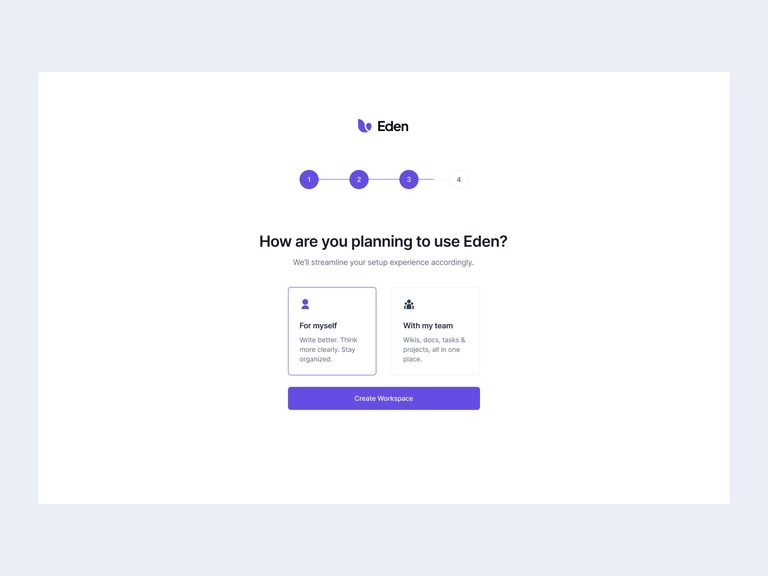 Eden
1 2 3 4
How are you planning to use Eden?
We'll streamline your setup experience accordingly.
For myself
Write better. Think
more clearly. Stay
organized.
With my team
Wikis, docs, tasks &
projects, all in one
place.
Create Workspace